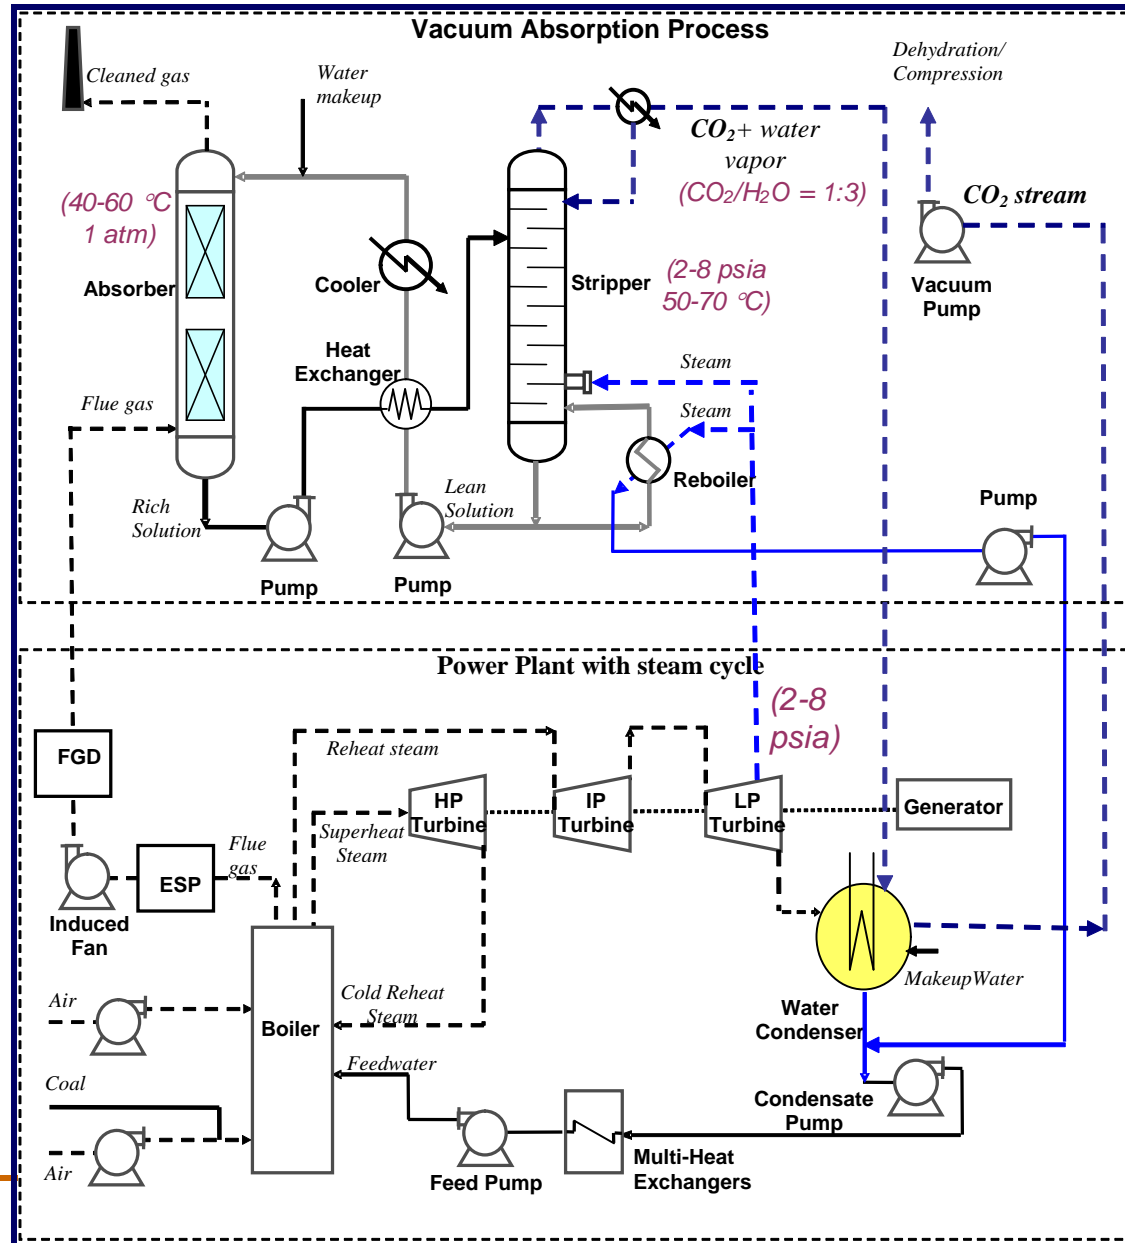 Vacuum Absorption Process
Cleaned gas
Water
makeup
Dehydration/
Compression
CO₂+ water
vapor
(CO₂/H₂O = 1:3)
(40-60 °C
1 atm)
CO₂ stream
Absorber
Cooler
Stripper
(2-8 psia
50-70 °C)
Vacuum
Pump
Heat
Exchanger
Steam
Flue gas
Steam
Reboiler
Rich
Solution
Lean
Solution
Pump
Pump
Pump
Power Plant with steam cycle
(2-8
psia)
Reheat steam
FGD
HP
Turbine
IP
Turbine
LP
Turbine
Generator
Superheat
Steam
Flue
gas
ESP
Induced
Fan
MakeupWater
Air
Cold Reheat
Steam
Water
Condenser
Boiler
Feedwater
Coal
Condensate
Pump
Air
Feed Pump
Multi-Heat
Exchangers